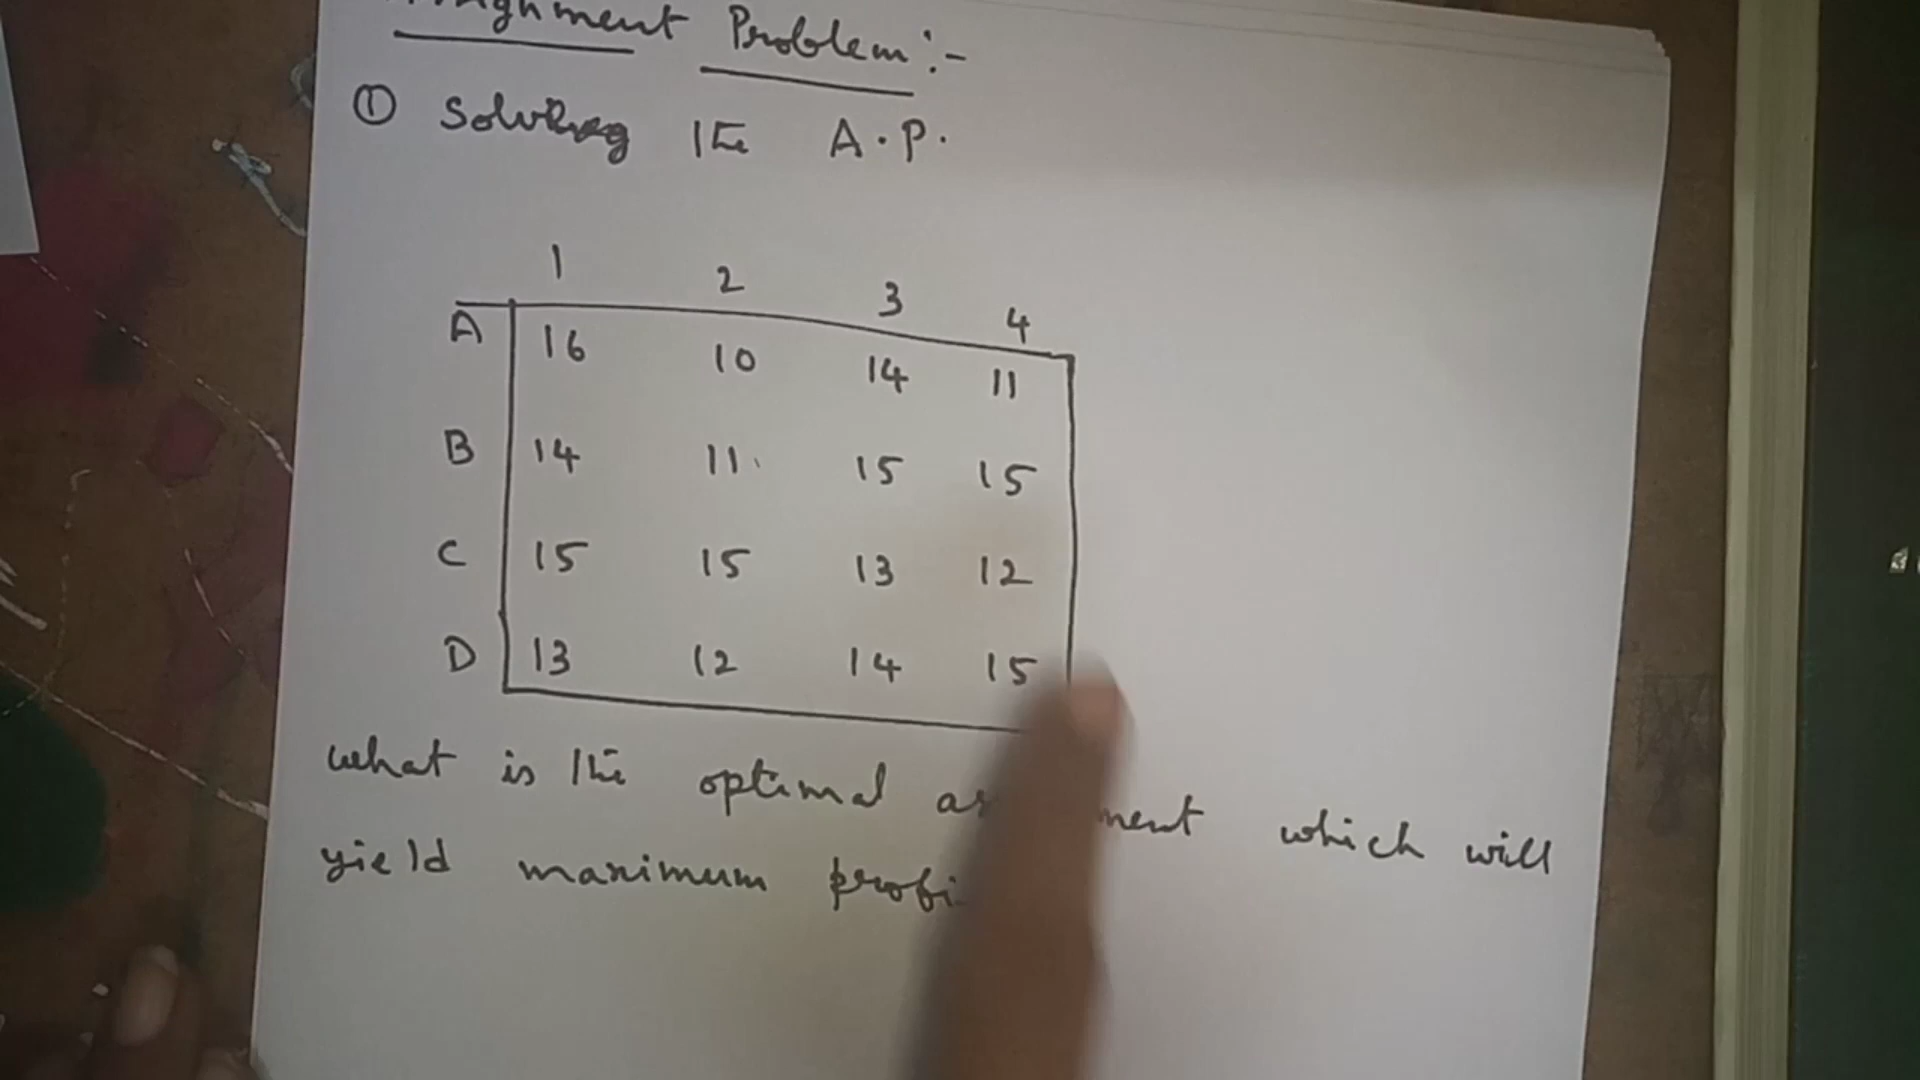 Problem :-
① Solving the A.P.
1 2 3 4
A 16 10 14 11
B 14 11 15 15
C 15 15 13 12
D 13 12 14 15
what is the optimal which will
yield maximum